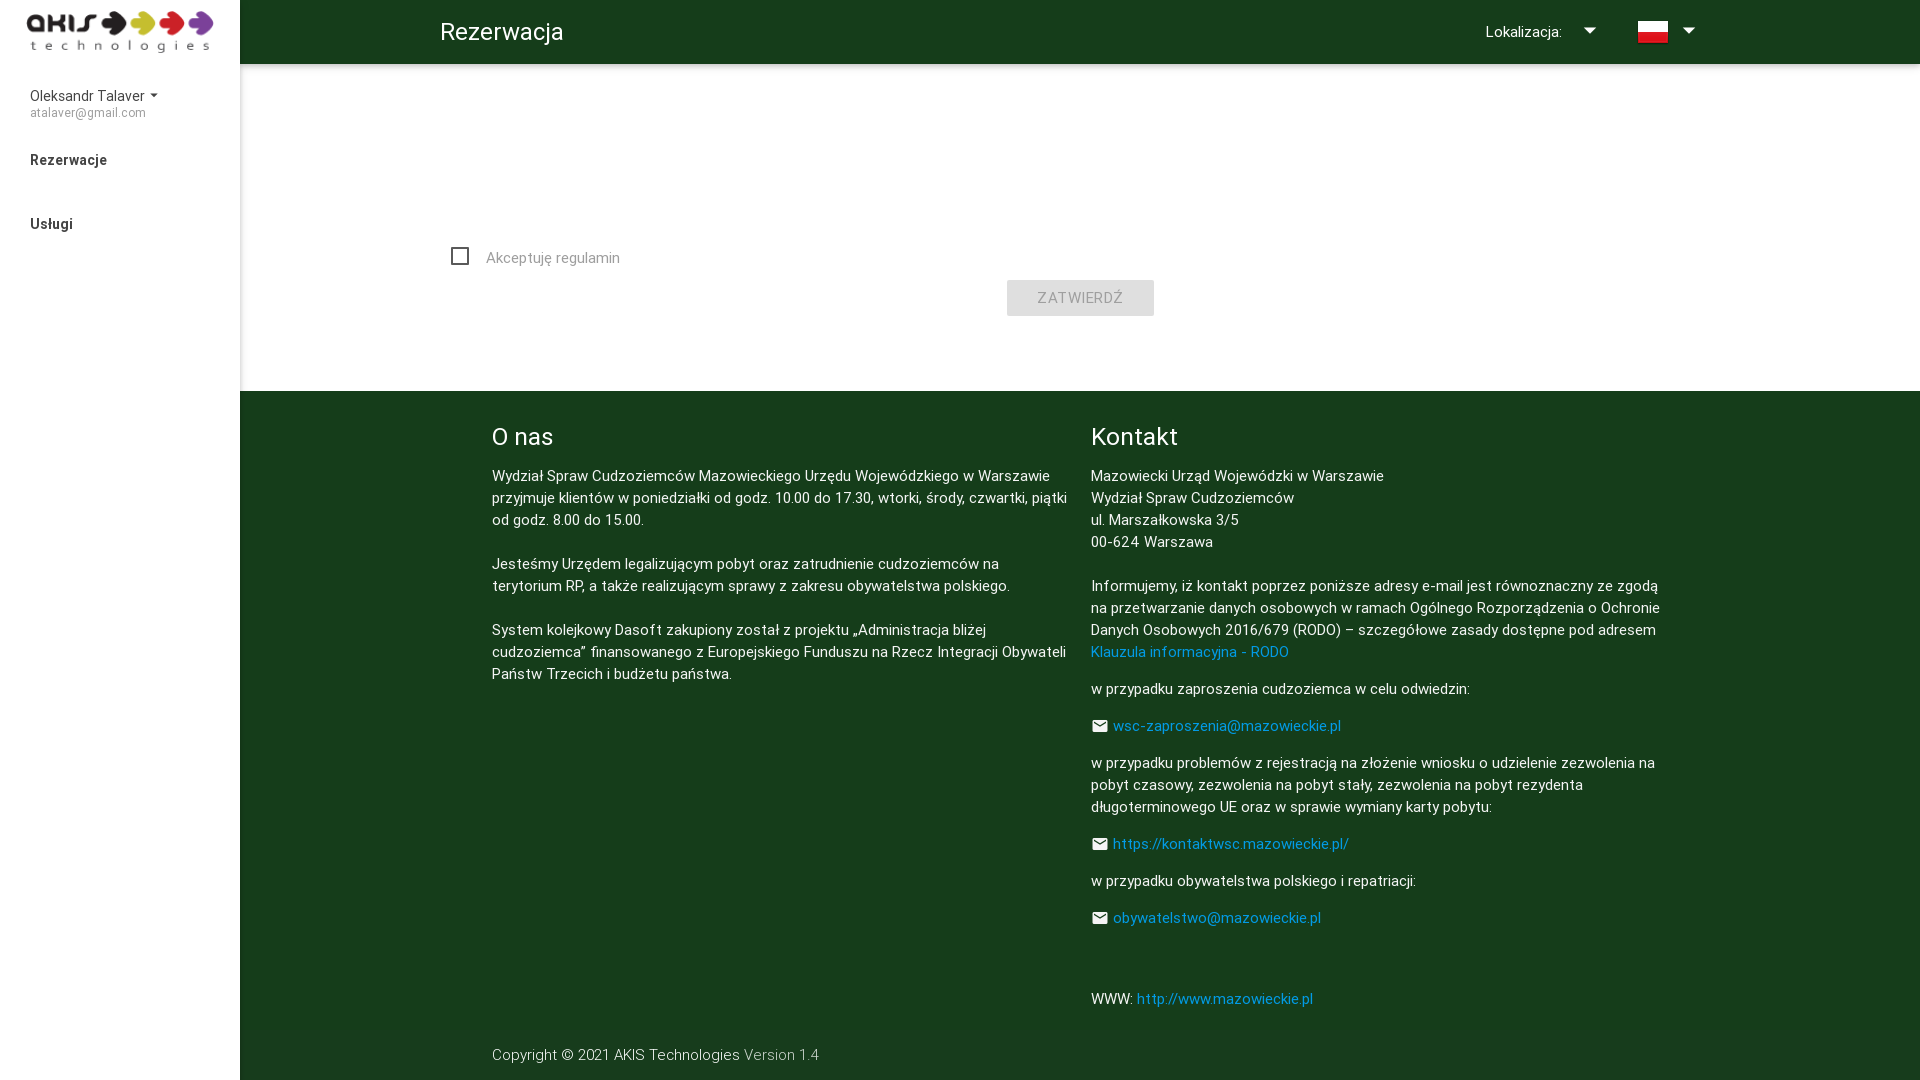 AKIS
technologies
Oleksandr Talaver
atalaver@gmail.com
Rezerwacje
Usługi
Rezerwacja
Lokalizacja:
Akceptuję regulamin
ZATWIERDŹ
O nas
Wydział Spraw Cudzoziemców Mazowieckiego Urzędu Wojewódzkiego w Warszawie
przyjmuje klientów w poniedziałki od godz. 10.00 do 17.30, wtorki, środy, czwartki, piątki
od godz. 8.00 do 15.00.
Jesteśmy Urzędem legalizującym pobyt oraz zatrudnienie cudzoziemców na
terytorium RP, a także realizującym sprawy z zakresu obywatelstwa polskiego.
System kolejkowy Dasoft zakupiony został z projektu „Administracja bliżej
cudzoziemca” finansowanego z Europejskiego Funduszu na Rzecz Integracji Obywateli
Państw Trzecich i budżetu państwa.
Kontakt
Mazowiecki Urząd Wojewódzki w Warszawie
Wydział Spraw Cudzoziemców
ul. Marszałkowska 3/5
00-624 Warszawa
Informujemy, iż kontakt poprzez poniższe adresy e-mail jest równoznaczny ze zgodą
na przetwarzanie danych osobowych w ramach Ogólnego Rozporządzenia o Ochronie
Danych Osobowych 2016/679 (RODO) – szczegółowe zasady dostępne pod adresem
Klauzula informacyjna - RODO
w przypadku zaproszenia cudzoziemca w celu odwiedzin:
wsc-zaproszenia@mazowieckie.pl
w przypadku problemów z rejestracją na złożenie wniosku o udzielenie zezwolenia na
pobyt czasowy, zezwolenia na pobyt stały, zezwolenia na pobyt rezydenta
długoterminowego UE oraz w sprawie wymiany karty pobytu:
https://kontaktwsc.mazowieckie.pl/
w przypadku obywatelstwa polskiego i repatriacji:
obywatelstwo@mazowieckie.pl
WWW: http://www.mazowieckie.pl
Copyright © 2021 AKIS Technologies Version 1.4